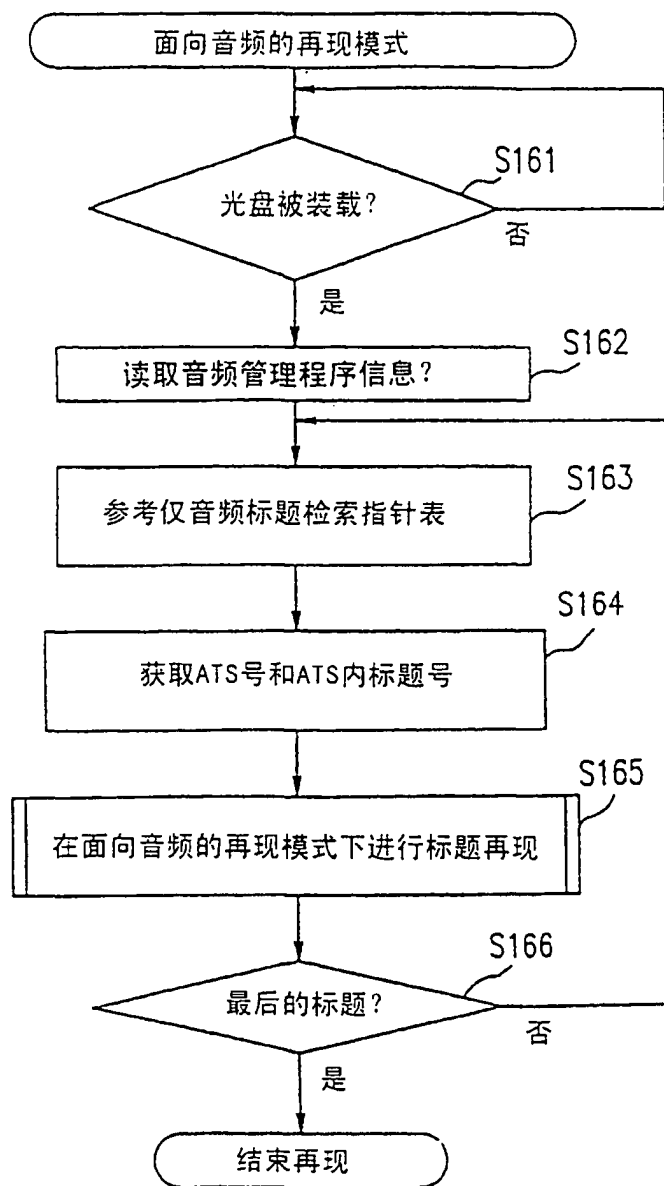 面向音频的再现模式
S161
光盘被装载?
否
是
S162
读取音频管理程序信息?
S163
参考仅音频标题检索指针表
S164
获取ATS号和ATS内标题号
S165
在面向音频的再现模式下进行标题再现
S166
最后的标题?
否
是
结束再现